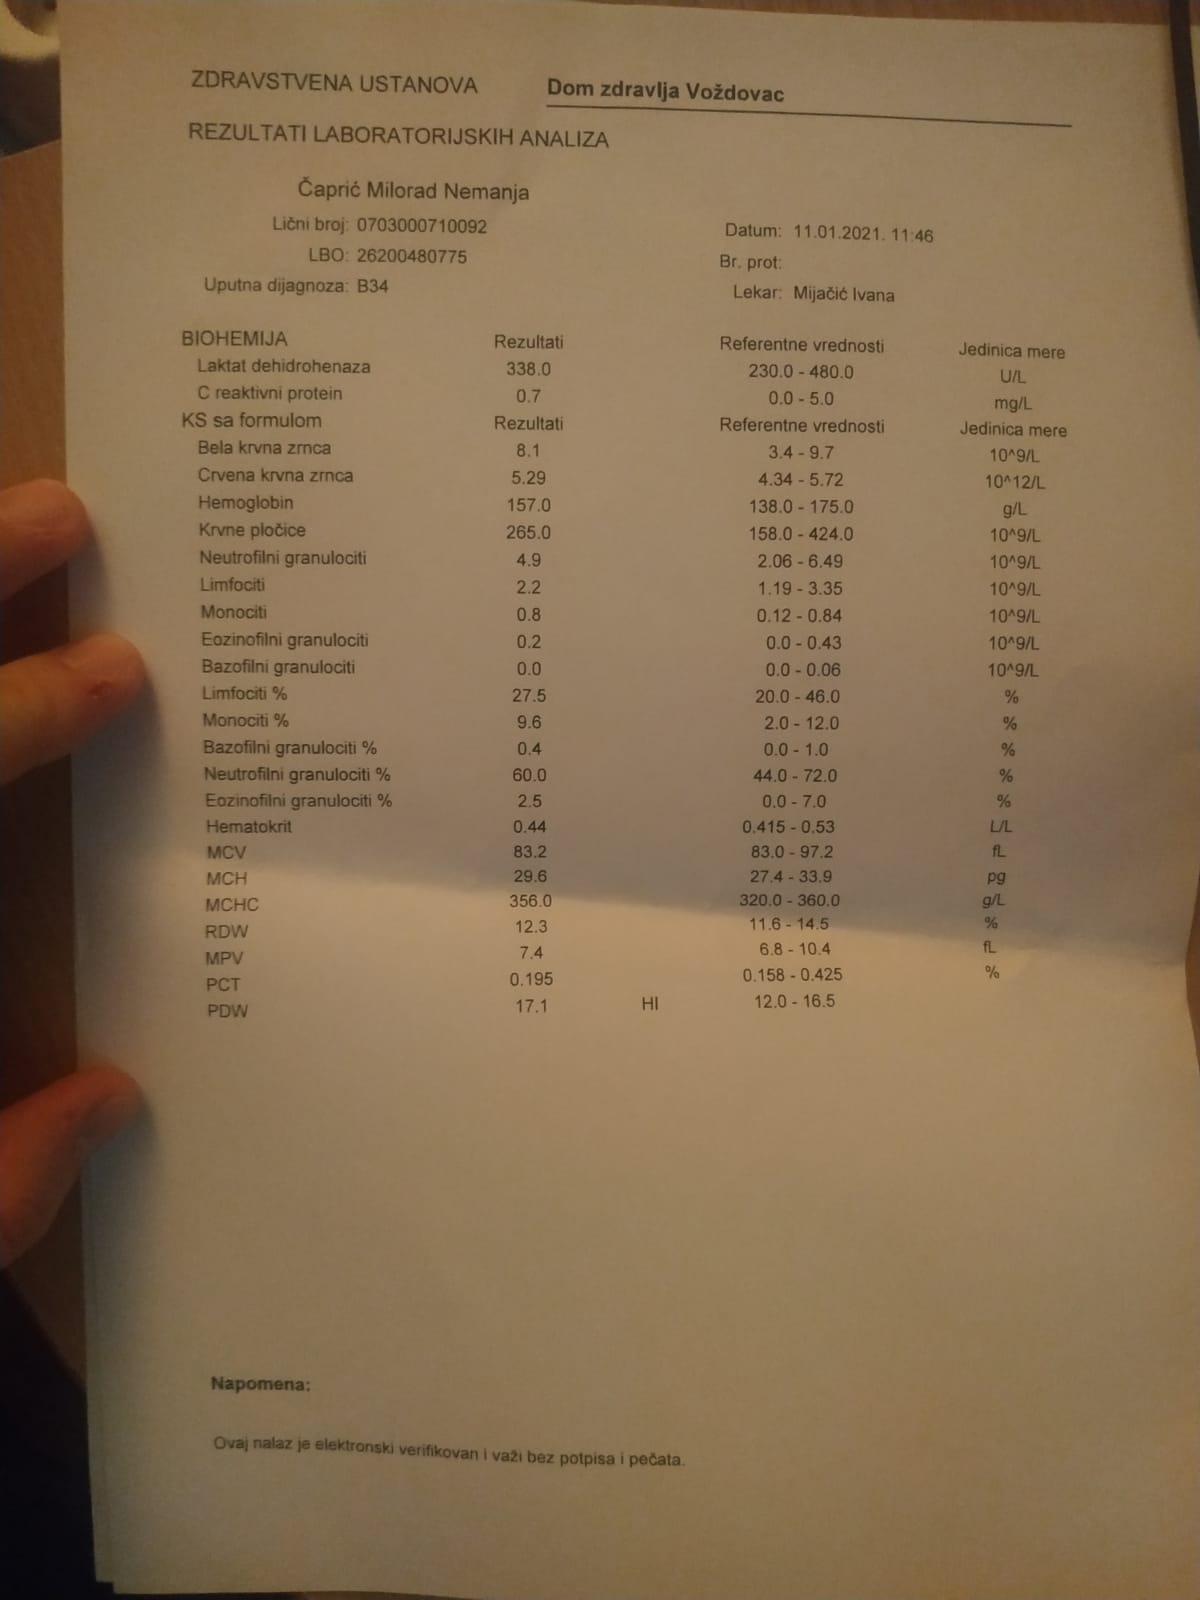 ZDRAVSTVENA USTANOVA Dom zdravlja Voždovac
REZULTATI LABORATORIJSKIH ANALIZA
Čaprić Milorad Nemanja
Lični broj: 0703000710092 Datum: 11.01.2021. 11:46
LBO: 26200480775 Br. prot:
Uputna dijagnoza: B34 Lekar: Mijačić Ivana
BIOHEMIJA Rezultati Referentne vrednosti Jedinica mere
Laktat dehidrohenaza 338.0 230.0 - 480.0 U/L
C reaktivni protein 0.7 0.0 - 5.0 mg/L
KS sa formulom Rezultati Referentne vrednosti Jedinica mere
Bela krvna zrnca 8.1 3.4 - 9.7 10^9/L
Crvena krvna zrnca 5.29 4.34 - 5.72 10^12/L
Hemoglobin 157.0 138.0 - 175.0 g/L
Krvne pločice 265.0 158.0 - 424.0 10^9/L
Neutrofilni granulociti 4.9 2.06 - 6.49 10^9/L
Limfociti 2.2 1.19 - 3.35 10^9/L
Monociti 0.8 0.12 - 0.84 10^9/L
Eozinofilni granulociti 0.2 0.0 - 0.43 10^9/L
Bazofilni granulociti 0.0 0.0 - 0.06 10^9/L
Limfociti % 27.5 20.0 - 46.0 %
Monociti % 9.6 2.0 - 12.0 %
Bazofilni granulociti % 0.4 0.0 - 1.0 %
Neutrofilni granulociti % 60.0 44.0 - 72.0 %
Eozinofilni granulociti % 2.5 0.0 - 7.0 %
Hematokrit 0.44 0.415 - 0.53 L/L
MCV 83.2 83.0 - 97.2 fL
MCH 29.6 27.4 - 33.9 pg
MCHC 356.0 320.0 - 360.0 g/L
RDW 12.3 11.6 - 14.5 %
MPV 7.4 6.8 - 10.4 fL
PCT 0.195 0.158 - 0.425 %
PDW 17.1 HI 12.0 - 16.5
Napomena:
Ovaj nalaz je elektronski verifikovan i važi bez potpisa i pečata.